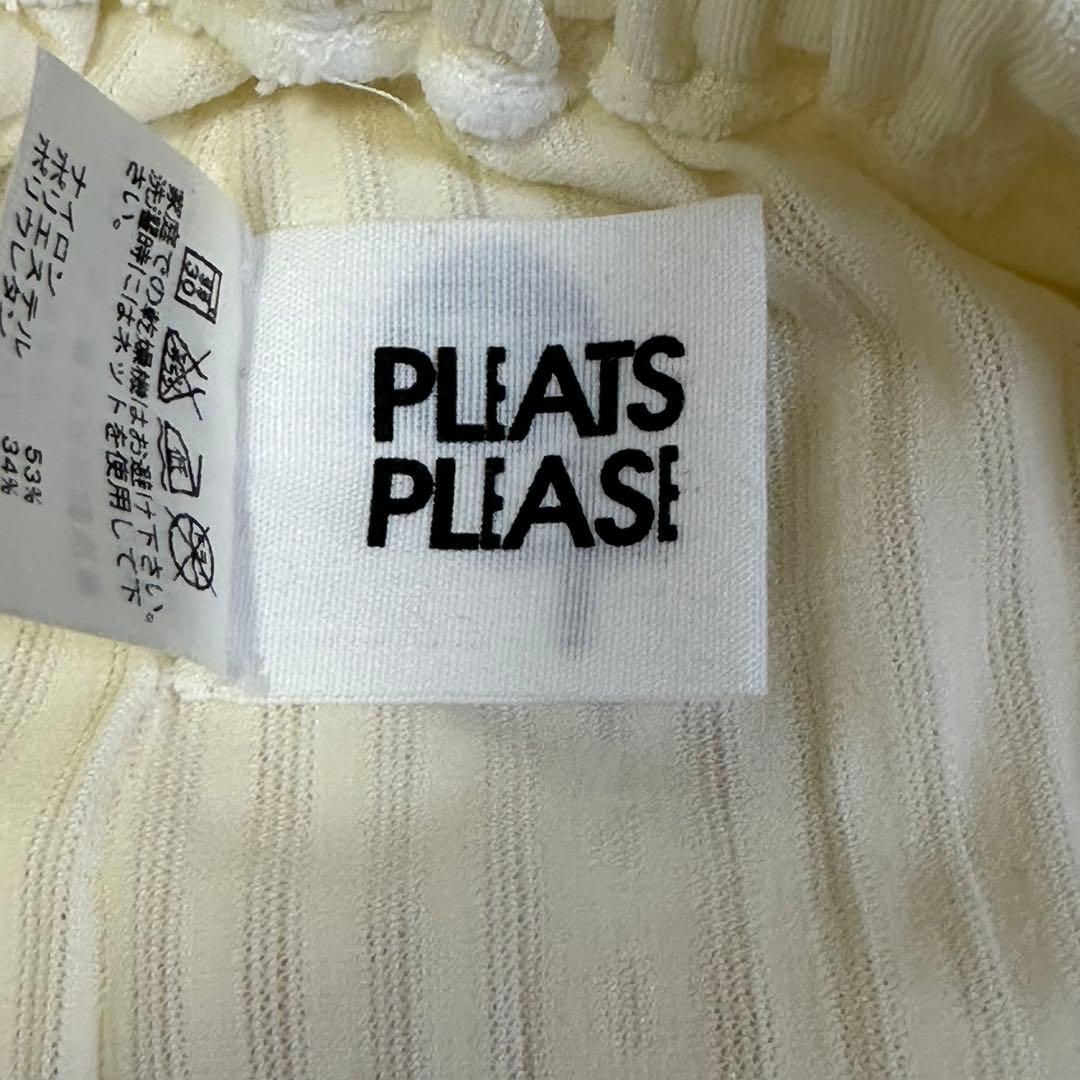 PLEATS
PLEASE
家庭での乾燥機はお避け下さい。
洗濯時にはネットを使用して下
さい。
ナイロン 53%
ポリエステル 34%
ポリウレタン